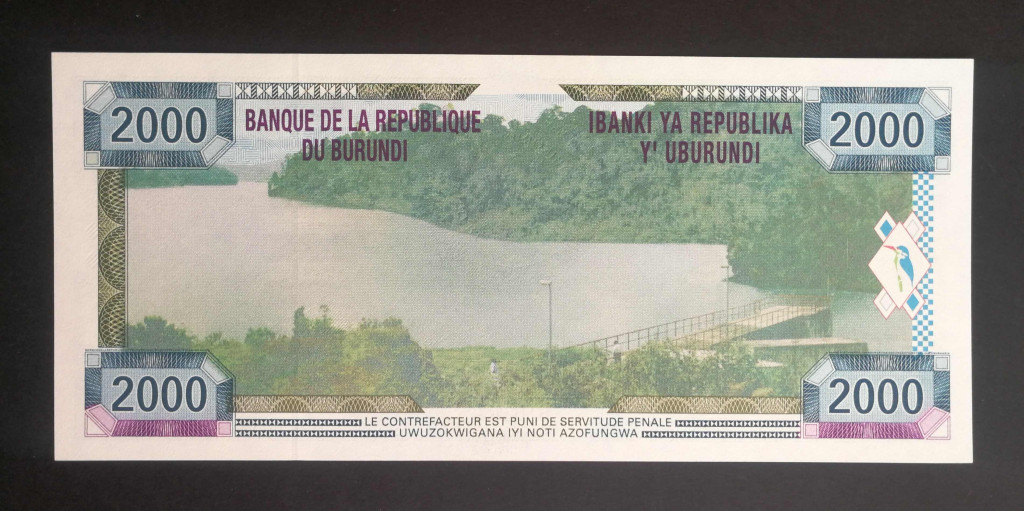 2000
BANQUE DE LA REPUBLIQUE
DU BURUNDI
IBANKI YA REPUBLIKA
Y' UBURUNDI
2000
2000
LE CONTREFACTEUR EST PUNI DE SERVITUDE PENALE
UWUZOKWIGANA IYI NOTI AZOFUNGWA
2000